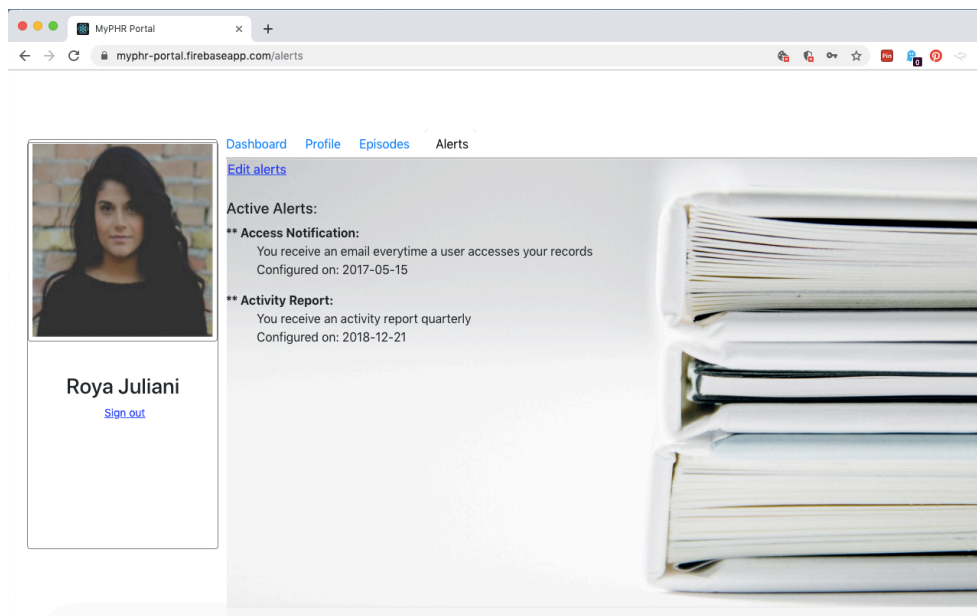 MyPHR Portal
myphr-portal.firebaseapp.com/alerts
Pin
0
Dashboard Profile Episodes Alerts
Edit alerts
Active Alerts:
** Access Notification:
You receive an email everytime a user accesses your records
Configured on: 2017-05-15
** Activity Report:
You receive an activity report quarterly
Configured on: 2018-12-21
Roya Juliani
Sign out